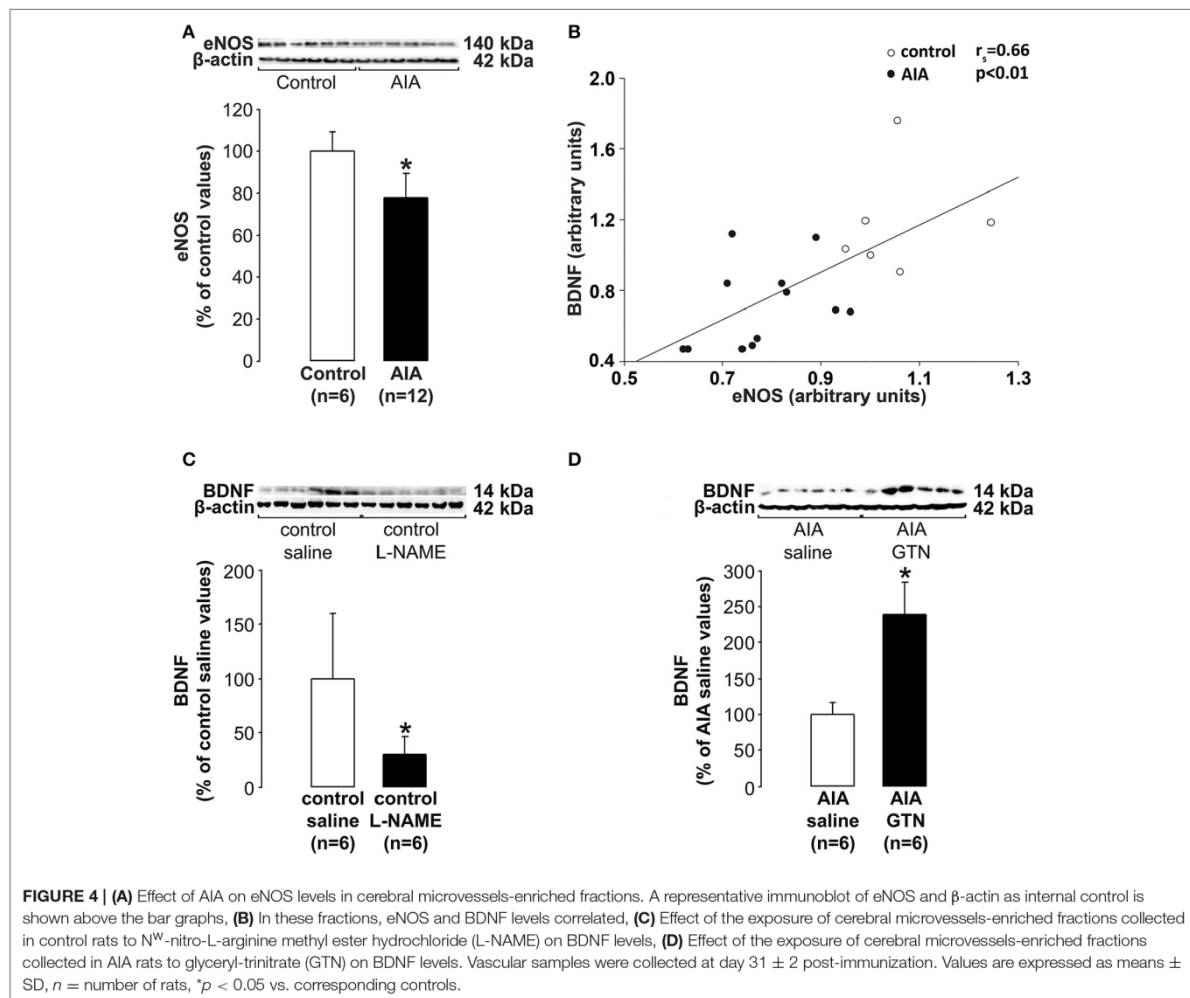 A
eNOS 140 kDa
β-actin 42 kDa
Control AIA
120
100
80
60
40
20
0
eNOS
(% of control values)
*
Control AIA
(n=6) (n=12)
B
○ control r_s=0.66
● AIA p<0.01
2.0
1.6
1.2
0.8
0.4
BDNF (arbitrary units)
0.5 0.7 0.9 1.1 1.3
eNOS (arbitrary units)
C
BDNF 14 kDa
β-actin 42 kDa
control control
saline L-NAME
200
150
100
50
0
BDNF
(% of control saline values)
*
control control
saline L-NAME
(n=6) (n=6)
D
BDNF 14 kDa
β-actin 42 kDa
AIA AIA
saline GTN
300
250
200
150
100
50
0
BDNF
(% of AIA saline values)
*
AIA AIA
saline GTN
(n=6) (n=6)
FIGURE 4 | (A) Effect of AIA on eNOS levels in cerebral microvessels-enriched fractions. A representative immunoblot of eNOS and β-actin as internal control is
shown above the bar graphs, (B) In these fractions, eNOS and BDNF levels correlated, (C) Effect of the exposure of cerebral microvessels-enriched fractions collected
in control rats to Nᵂ-nitro-L-arginine methyl ester hydrochloride (L-NAME) on BDNF levels, (D) Effect of the exposure of cerebral microvessels-enriched fractions
collected in AIA rats to glyceryl-trinitrate (GTN) on BDNF levels. Vascular samples were collected at day 31 ± 2 post-immunization. Values are expressed as means ±
SD, n = number of rats, *p < 0.05 vs. corresponding controls.